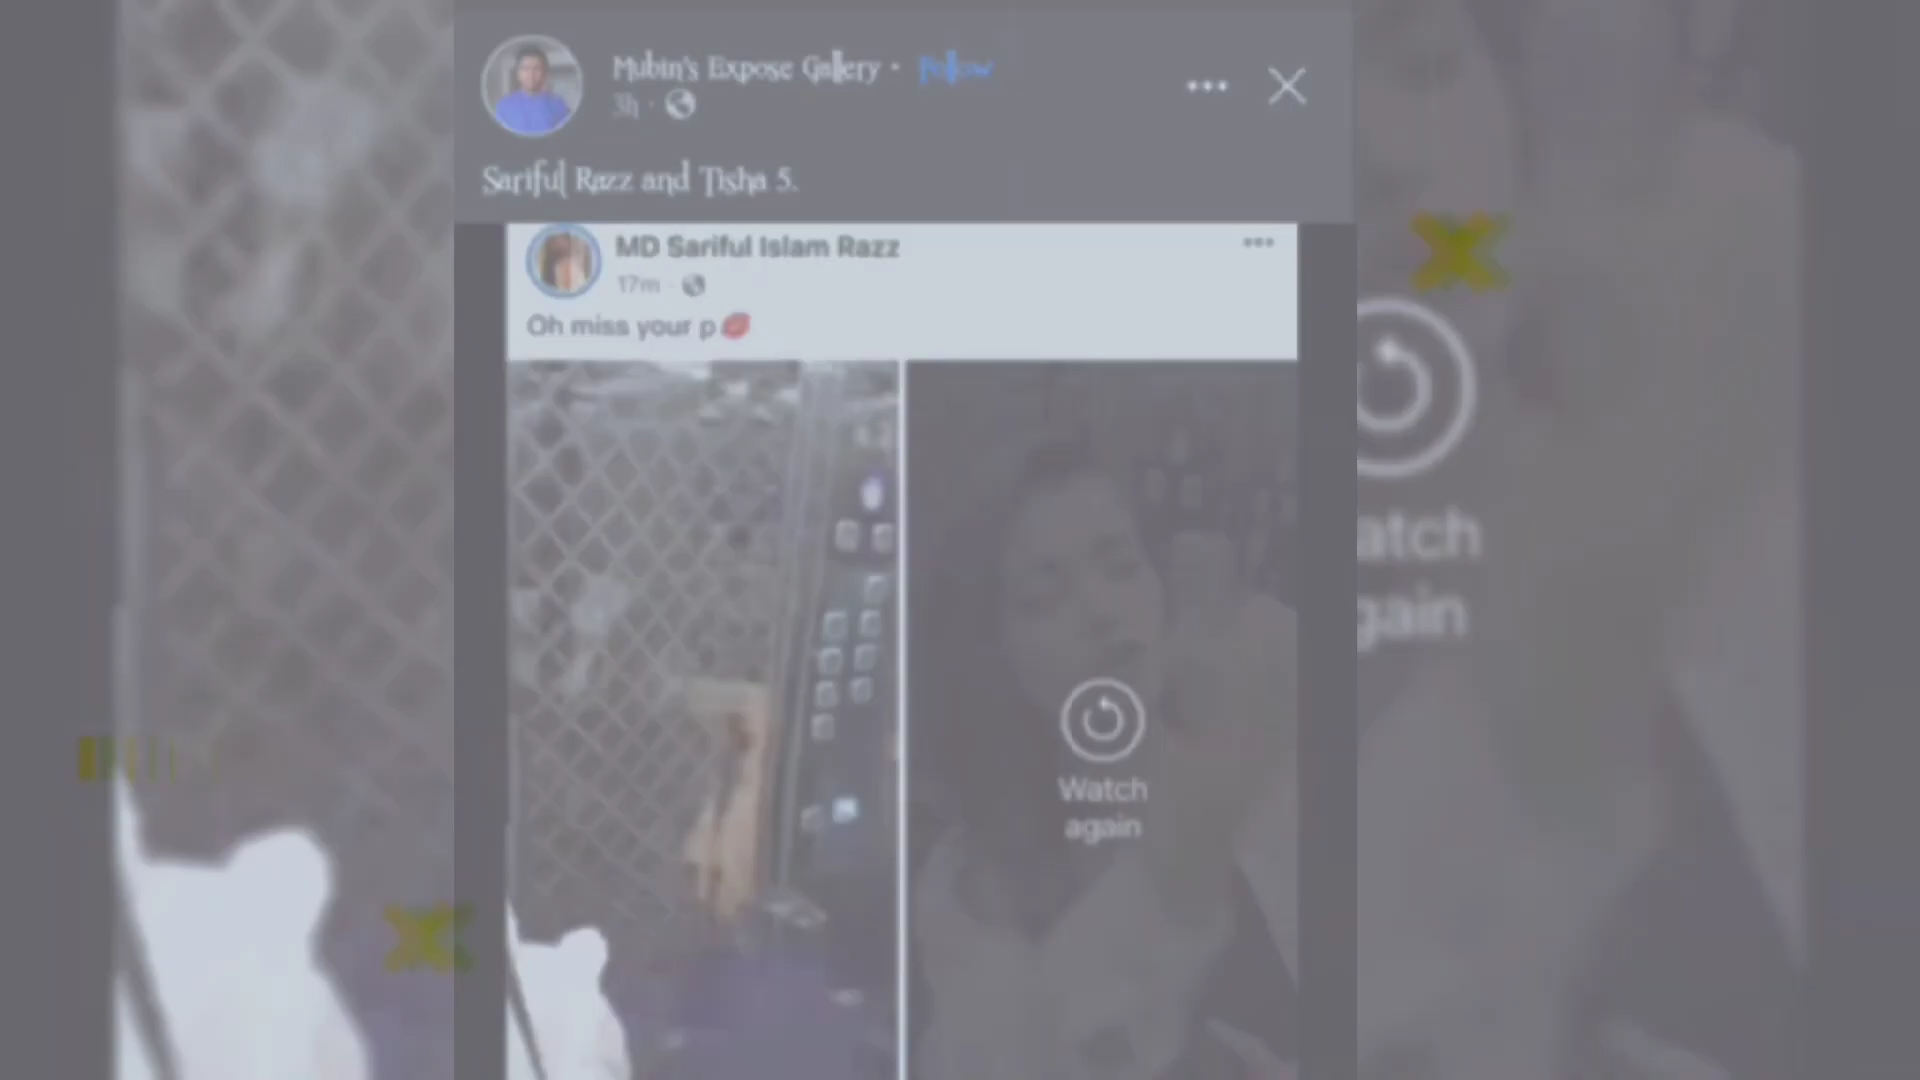 Mubin's Expose Gallery · Follow
3h ·
Sariful Razz and Tisha 5.
MD Sariful Islam Razz
17m ·
Oh miss your p💋
Watch
again
atch
gain